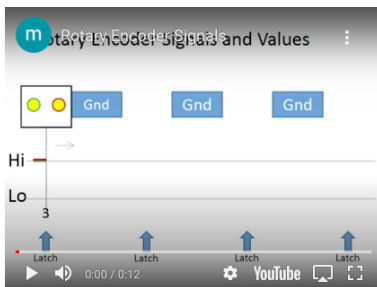 m
Rotary Encoder Signals
Rotary Encoder Signals and Values
Gnd Gnd Gnd
Hi
Lo
3
Latch Latch Latch Latch
0:00 / 0:12 YouTube